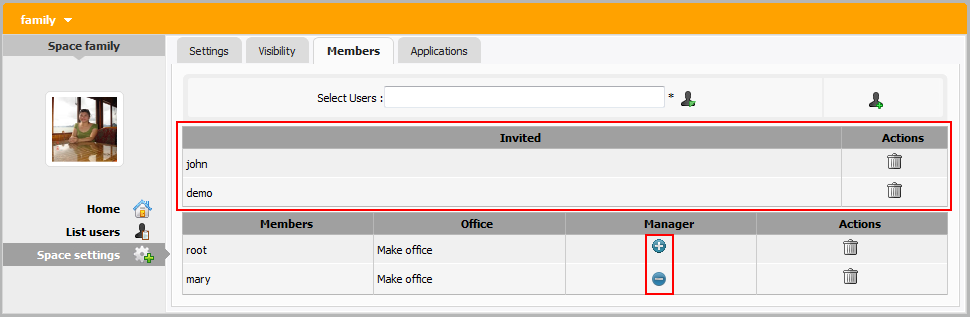 family
Space family
Home
List users
Space settings
Settings Visibility Members Applications
Select Users : *
Invited Actions
john
demo
Members Office Manager Actions
root Make office
mary Make office